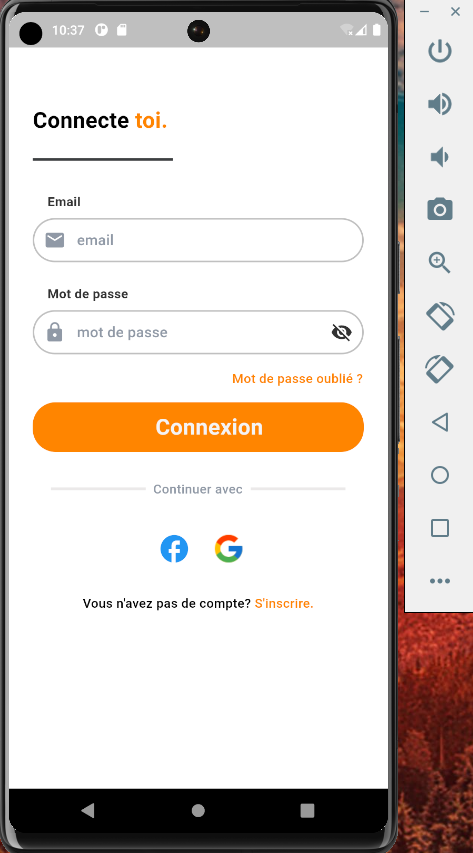 10:37
Connecte toi.
Email
email
Mot de passe
mot de passe
Mot de passe oublié ?
Connexion
Continuer avec
Vous n'avez pas de compte? S'inscrire.